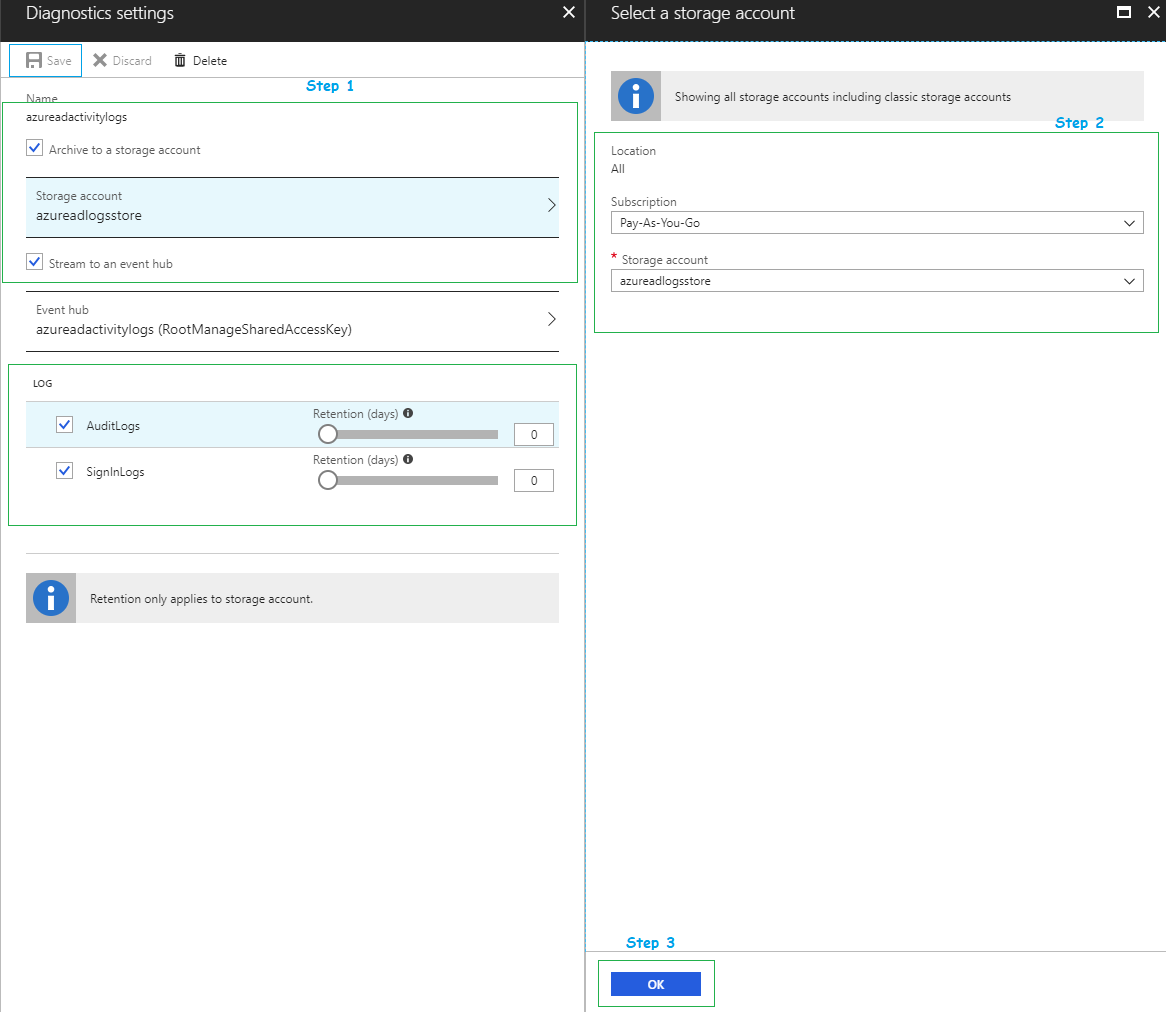 Diagnostics settings
Save
Discard
Delete
Step 1
Name
azureadactivitylogs
Archive to a storage account
Storage account
azureadlogsstore
Stream to an event hub
Event hub
azureadactivitylogs (RootManageSharedAccessKey)
LOG
AuditLogs
Retention (days)
0
SignInLogs
Retention (days)
0
Retention only applies to storage account.
Select a storage account
Showing all storage accounts including classic storage accounts
Step 2
Location
All
Subscription
Pay-As-You-Go
* Storage account
azureadlogsstore
Step 3
OK